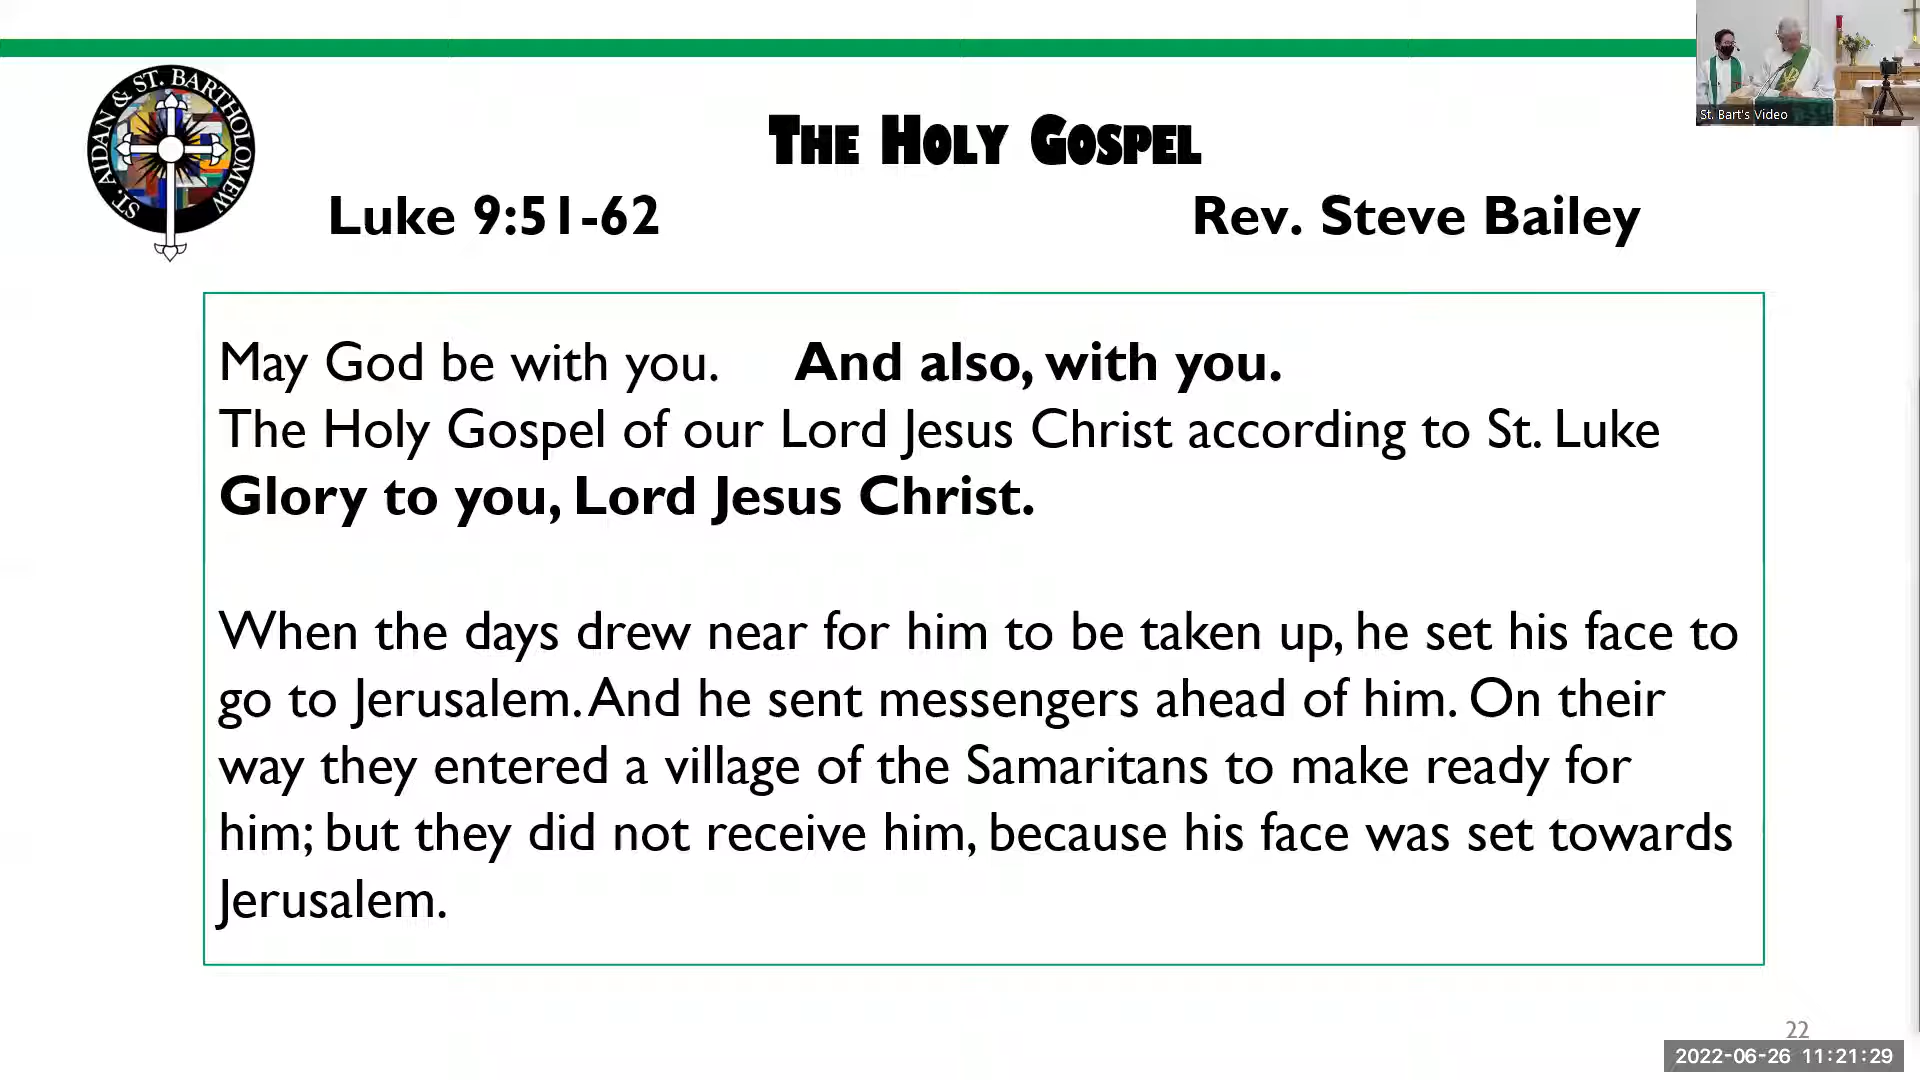 ST. AIDAN & ST. BARTHOLOMEW
St. Bart's Video
THE HOLY GOSPEL
Luke 9:51-62 Rev. Steve Bailey
May God be with you. And also, with you.
The Holy Gospel of our Lord Jesus Christ according to St. Luke
Glory to you, Lord Jesus Christ.
When the days drew near for him to be taken up, he set his face to
go to Jerusalem. And he sent messengers ahead of him. On their
way they entered a village of the Samaritans to make ready for
him; but they did not receive him, because his face was set towards
Jerusalem.
22
2022-06-26 11:21:29